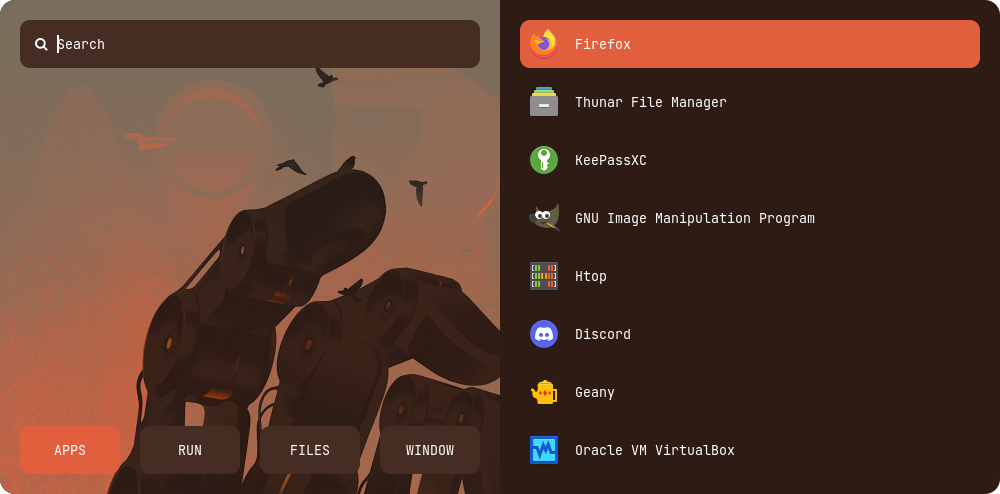 Search
APPS
RUN
FILES
WINDOW
Firefox
Thunar File Manager
KeePassXC
GNU Image Manipulation Program
Htop
Discord
Geany
Oracle VM VirtualBox